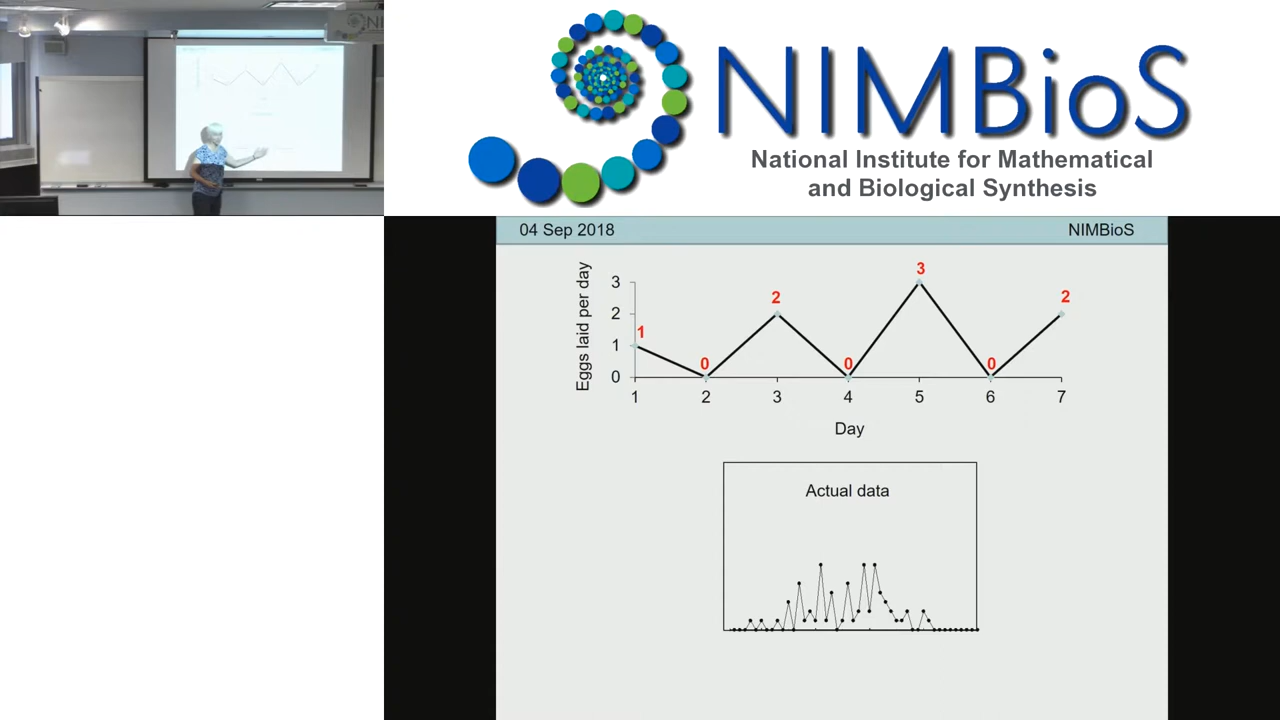 NIMBioS
National Institute for Mathematical
and Biological Synthesis
04 Sep 2018 NIMBioS
Eggs laid per day
3
2
1
0
1 0 2 0 3 0 2
1 2 3 4 5 6 7
Day
Actual data